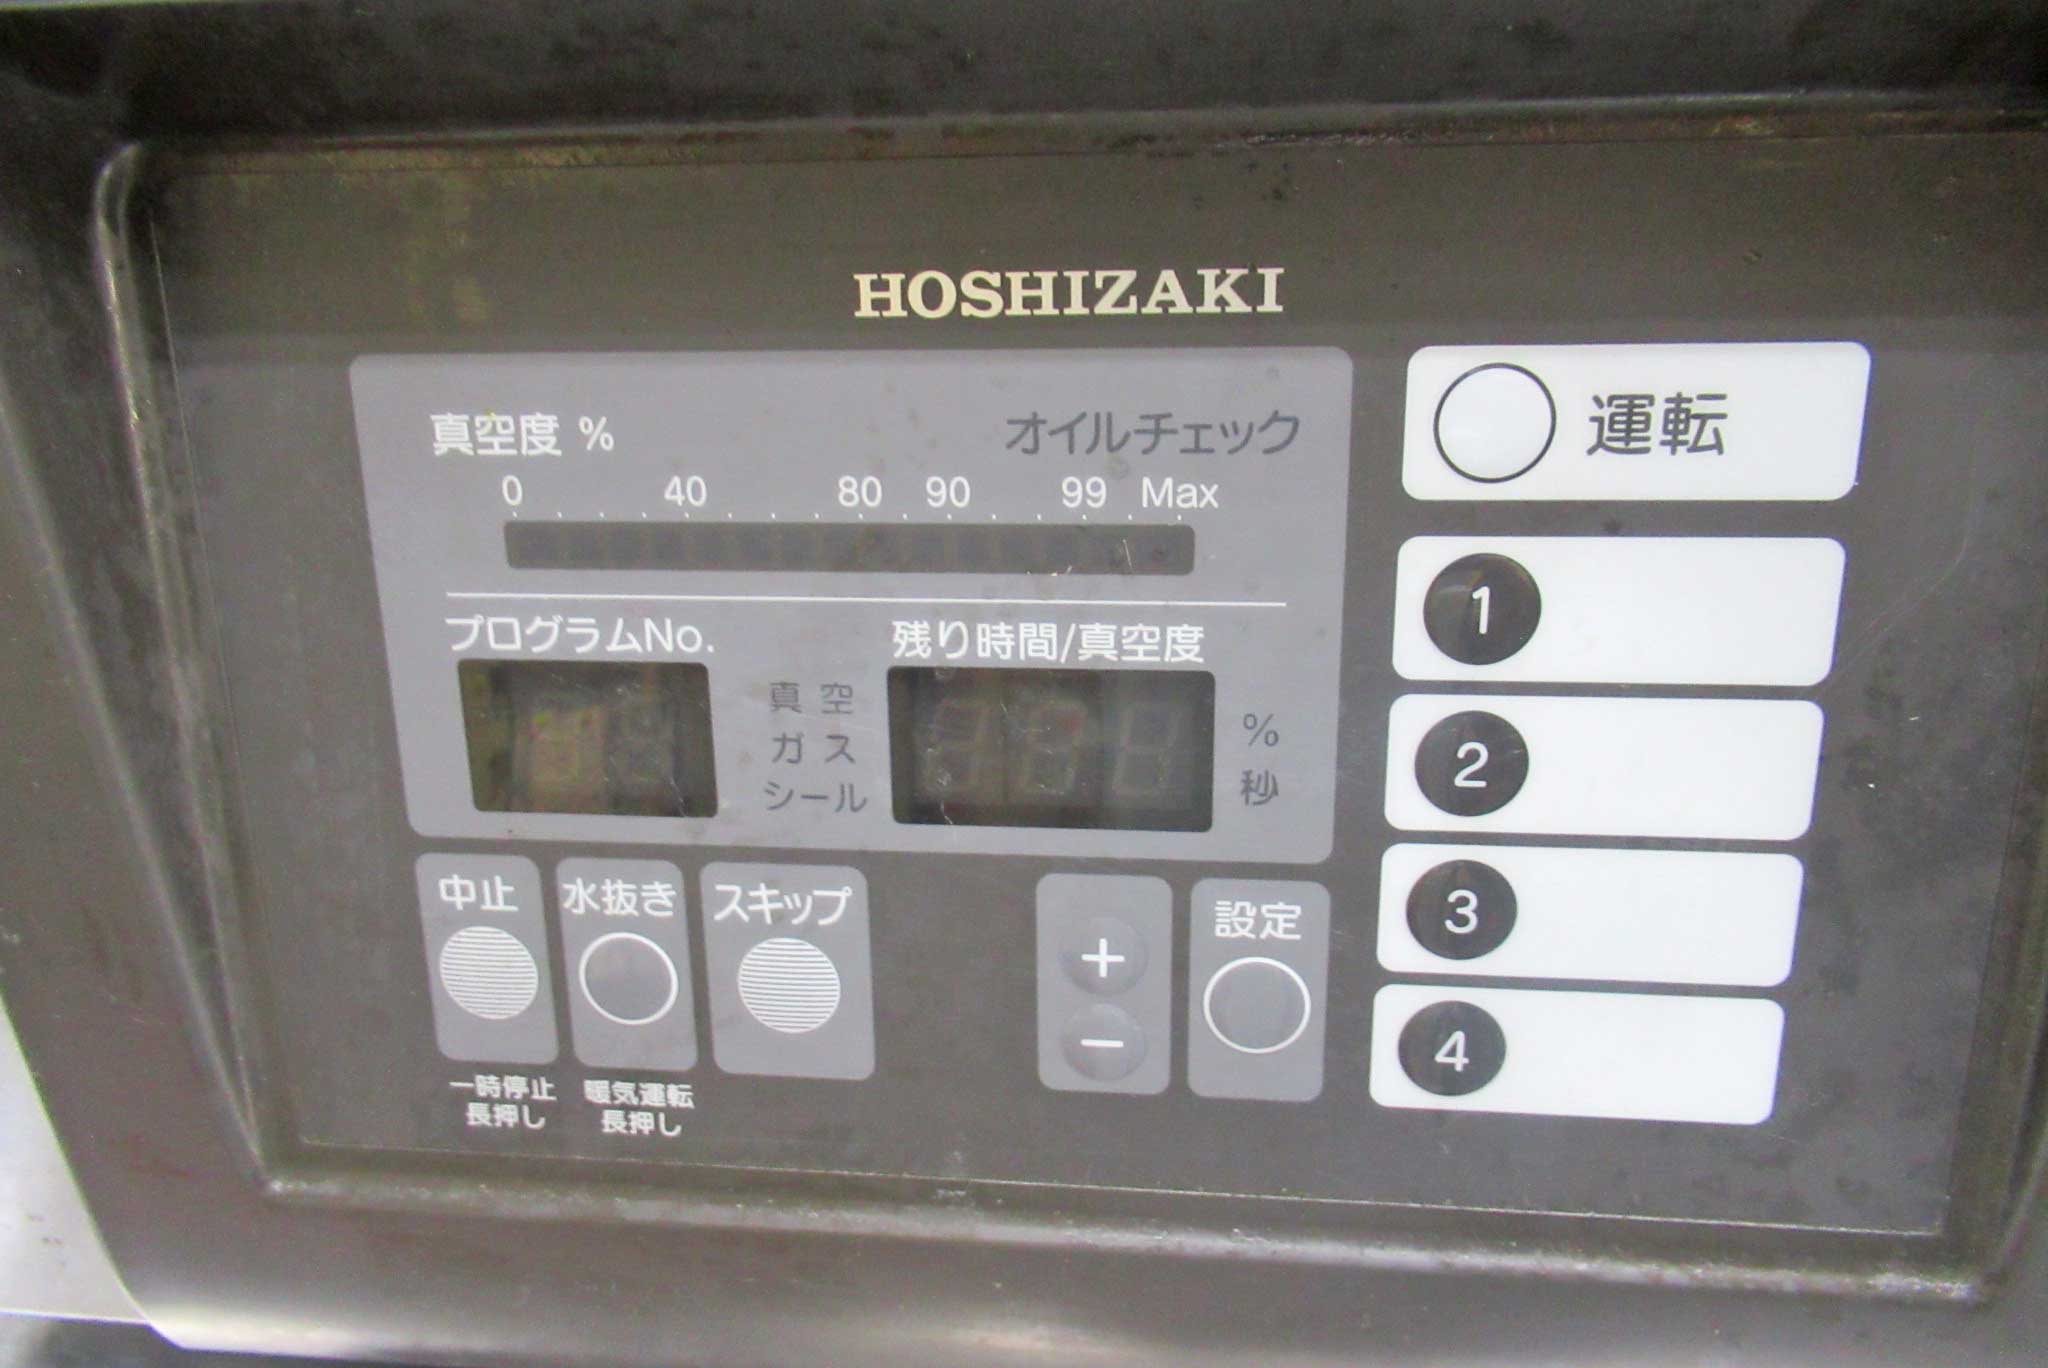 HOSHIZAKI
真空度 %
オイルチェック
0 40 80 90 99 Max
プログラムNo.
残り時間/真空度
真空
ガス
シール
%
秒
運転
1
2
3
4
中止
水抜き
スキップ
+
−
設定
一時停止
長押し
暖気運転
長押し